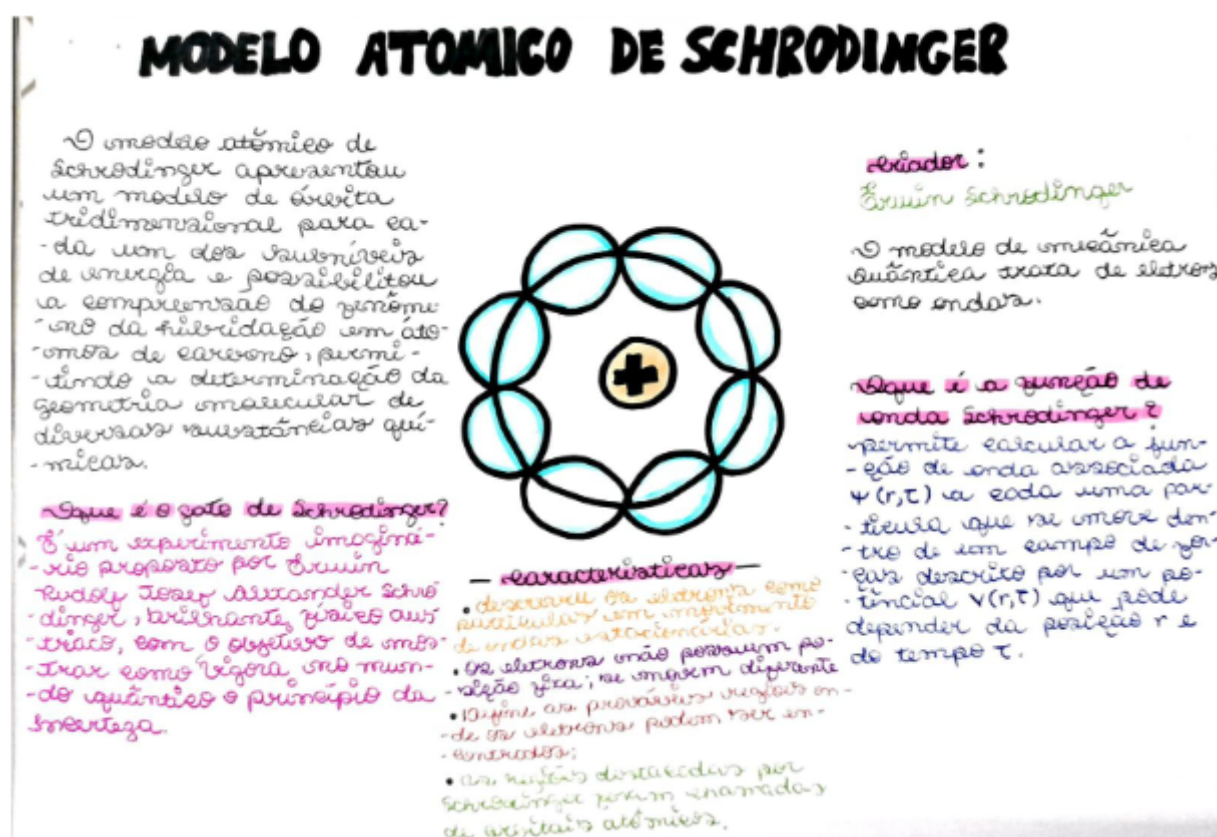 MODELO ATOMICO DE SCHRODINGER
O modelo atômico de
Schrodinger apresentou
um modelo de órbita
tridimensional para ca-
-da um dos subníveis
de energia e possibilitou
a compreensão do fenôme
-no da hibridação em áto-
-mos de carbono, permi-
-tindo a determinação da
geometria molecular de
diversas substâncias quí-
-micas.
Oque é o gato de Schrodinger?
É um experimento imaginá-
-rio proposto por Erwin
Rudolf Josef Alexander Schrö
dinger, brilhante físico aus
tríaco, com o objetivo de mos
-trar como vigora no mun-
-do quântico o princípio da
Incerteza.
— características —
• descreveu os eletrons como
partículas em movimento
de ondas estacionárias.
• os eletrons não possuem po-
-sição fixa; se movem diferente
• Define as prováveis regiões on-
-de os eletrons podem ser en-
-contrados;
• as regiões destacadas por
Schrodinger foram chamadas
de orbitais atômicos.
criador:
Erwin Schrodinger
O modelo de mecânica
quântica trata de eletros
como ondas.
Oque é a função de
onda Schrodinger?
-permite calcular a fun-
-ção de onda associada
Ψ(r,t) a cada uma par-
-ticula que se move den-
-tro de um campo de for-
-ças descrito por um po-
-tencial V(r,t) que pode
depender da posição r e
do tempo t.